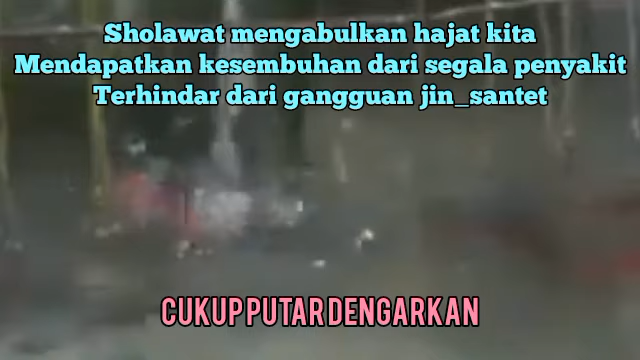 Sholawat mengabulkan hajat kita
Mendapatkan kesembuhan dari segala penyakit
Terhindar dari gangguan jin_santet
CUKUP PUTAR DENGARKAN